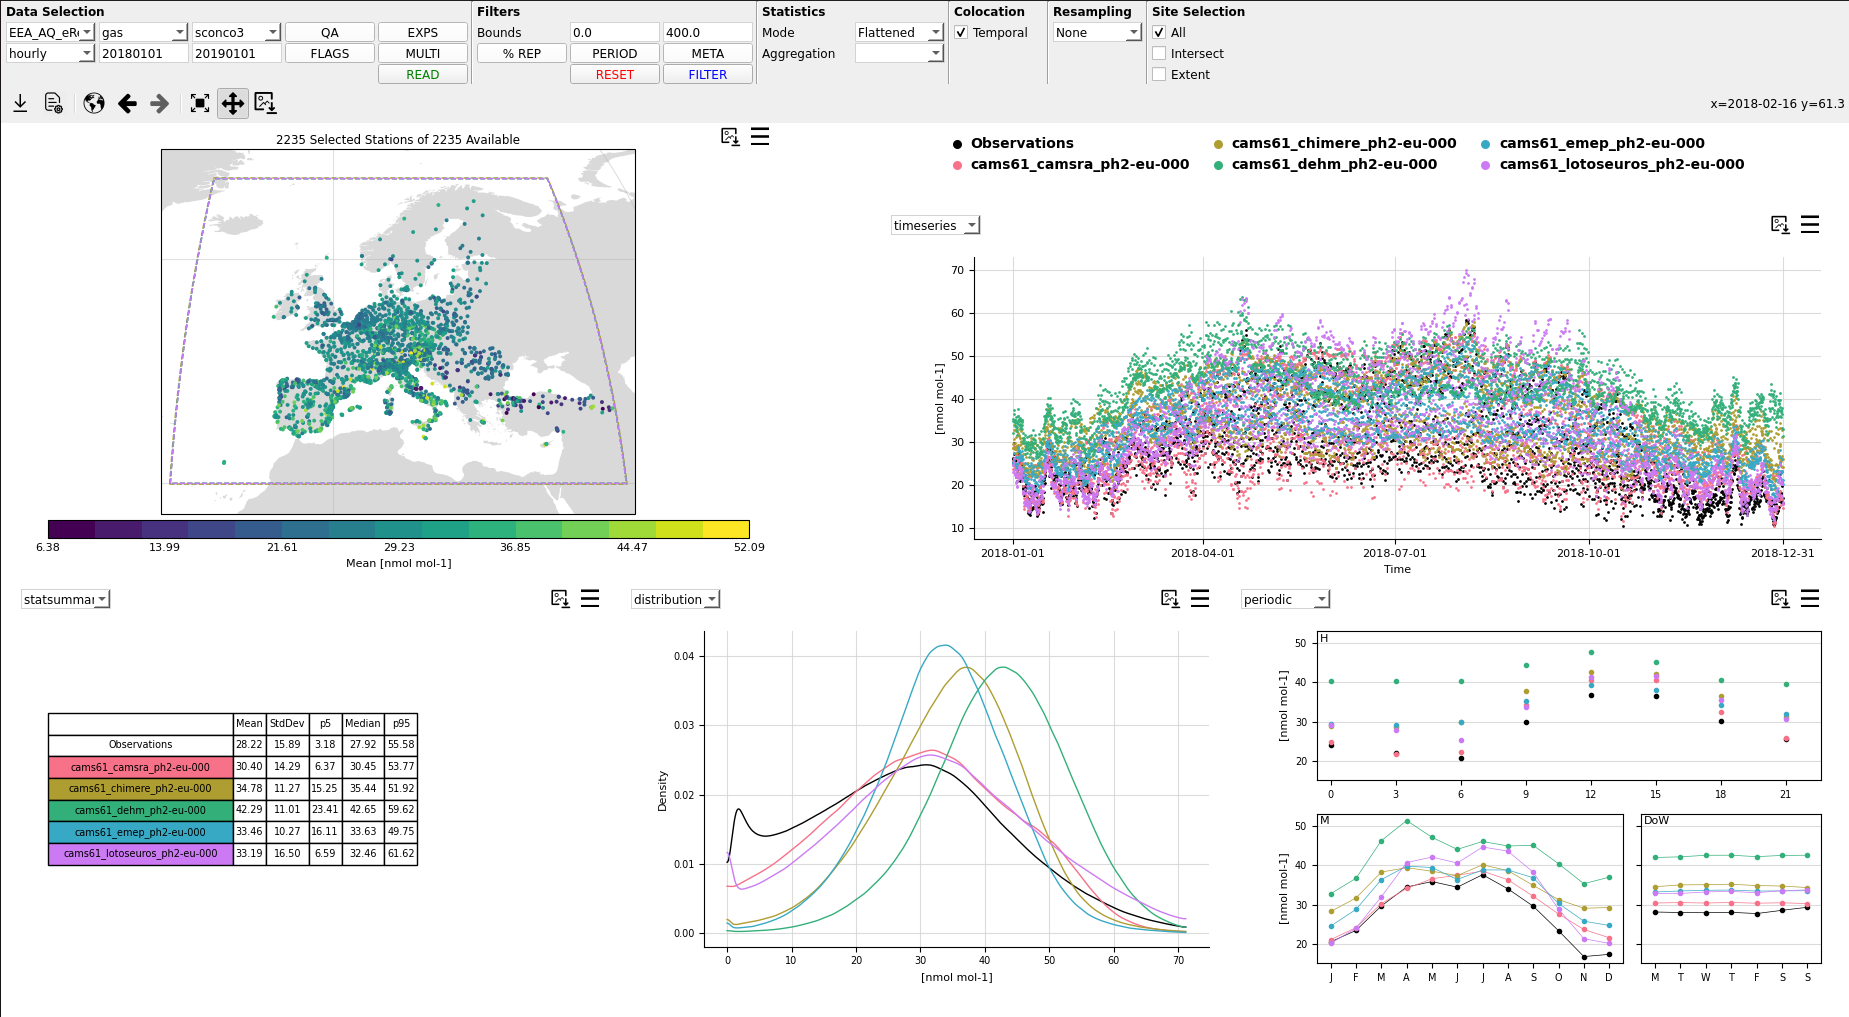 Data Selection
Filters
Statistics
Colocation
Resampling
Site Selection
EEA_AQ_eRe
gas
sconco3
QA
EXPS
Bounds
0.0
400.0
Mode
Flattened
Temporal
None
All
hourly
20180101
20190101
FLAGS
MULTI
% REP
PERIOD
META
Aggregation
Intersect
READ
RESET
FILTER
Extent
x=2018-02-16 y=61.3
2235 Selected Stations of 2235 Available
6.38 13.99 21.61 29.23 36.85 44.47 52.09
Mean [nmol mol-1]
Observations
cams61_chimere_ph2-eu-000
cams61_emep_ph2-eu-000
cams61_camsra_ph2-eu-000
cams61_dehm_ph2-eu-000
cams61_lotoseuros_ph2-eu-000
timeseries
70
60
50
40
30
20
10
[nmol mol-1]
2018-01-01 2018-04-01 2018-07-01 2018-10-01 2018-12-31
Time
statsummar
Mean StdDev p5 Median p95
Observations 28.22 15.89 3.18 27.92 55.58
cams61_camsra_ph2-eu-000 30.40 14.29 6.37 30.45 53.77
cams61_chimere_ph2-eu-000 34.78 11.27 15.25 35.44 51.92
cams61_dehm_ph2-eu-000 42.29 11.01 23.41 42.65 59.62
cams61_emep_ph2-eu-000 33.46 10.27 16.11 33.63 49.75
cams61_lotoseuros_ph2-eu-000 33.19 16.50 6.59 32.46 61.62
distribution
0.04
0.03
0.02
0.01
0.00
Density
0 10 20 30 40 50 60 70
[nmol mol-1]
periodic
H
50
40
30
20
[nmol mol-1]
0 3 6 9 12 15 18 21
M
50
40
30
20
[nmol mol-1]
J F M A M J J A S O N D
DoW
M T W T F S S